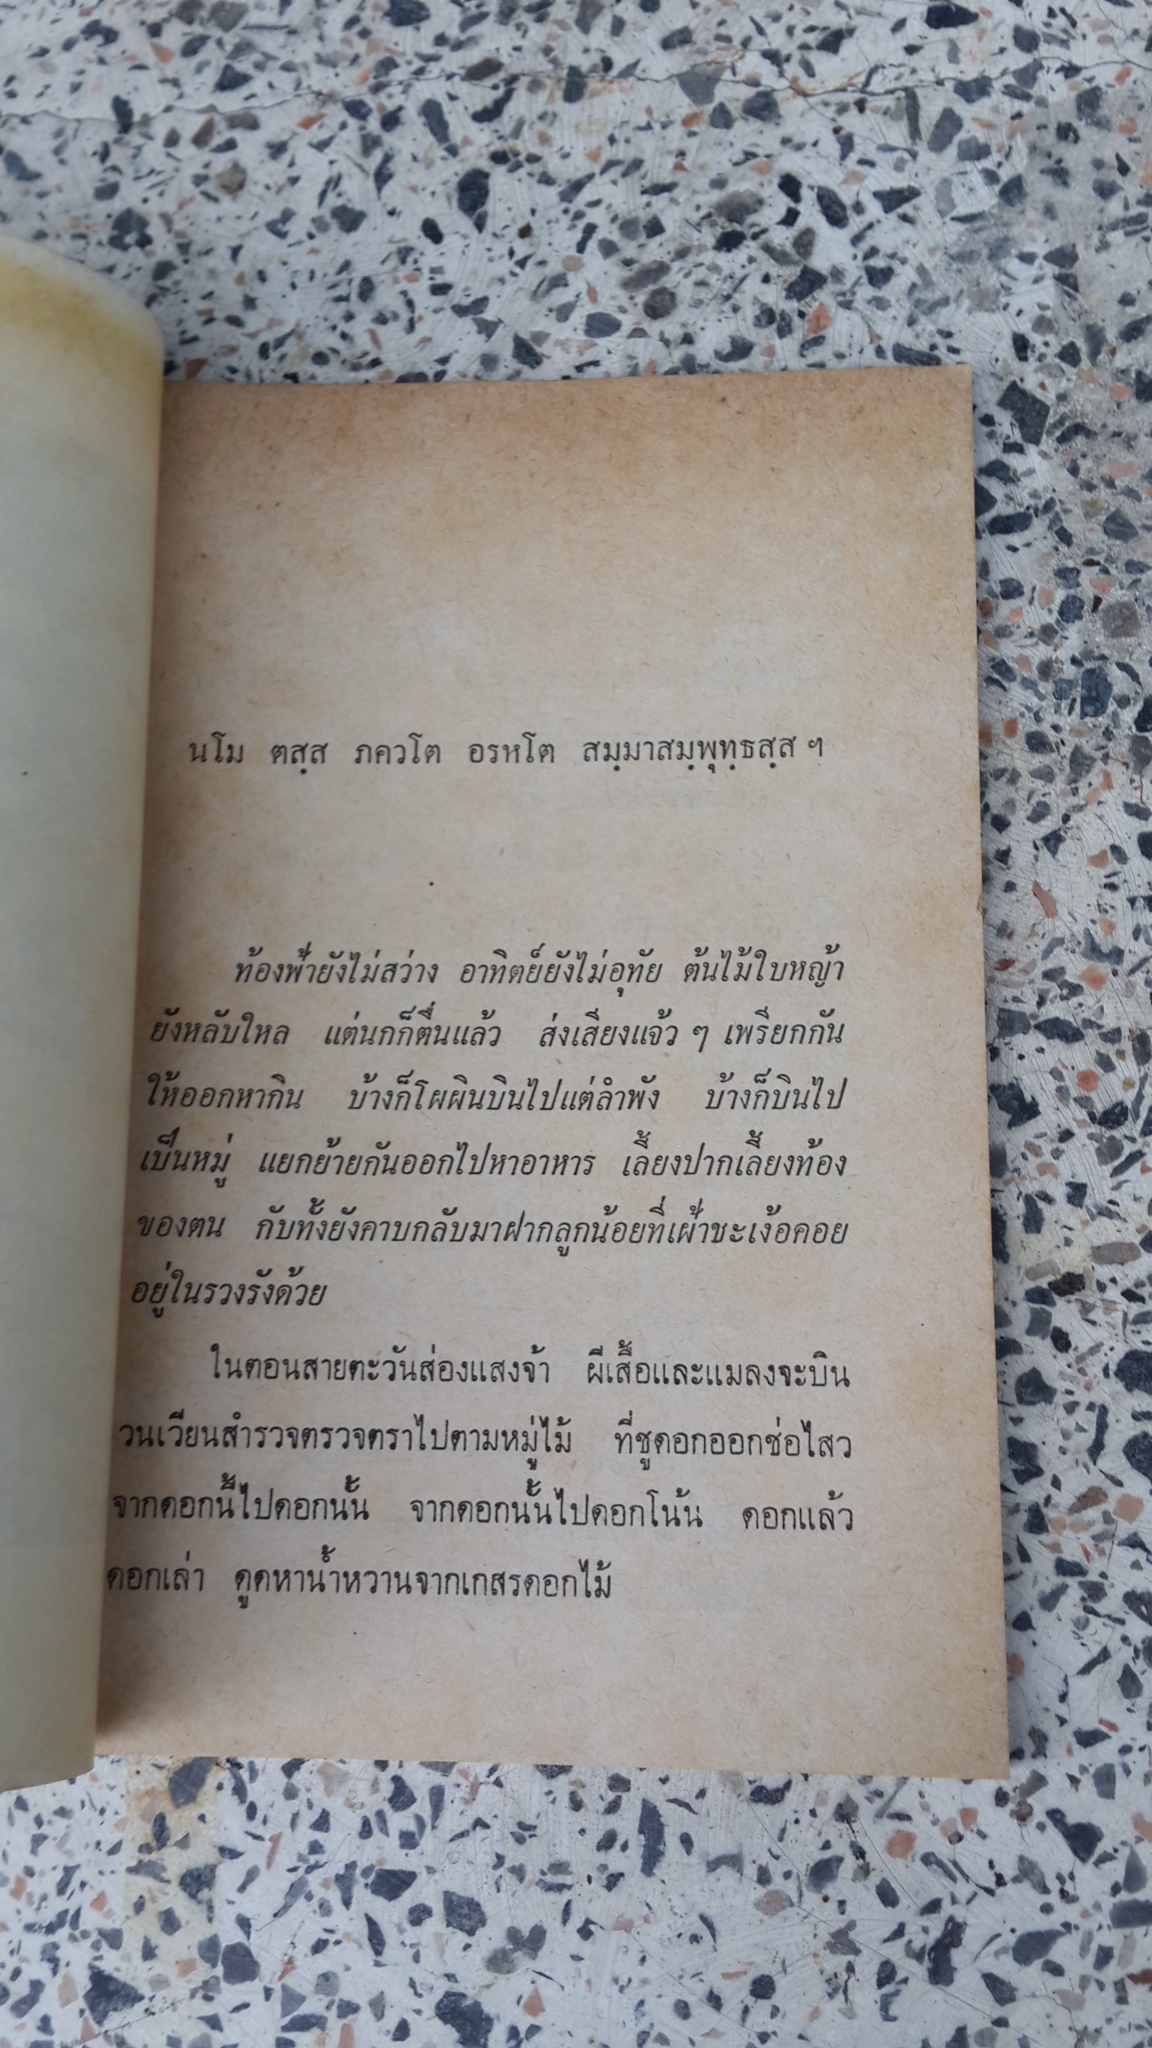 นโม ตสฺส ภควโต อรหโต สมฺมาสมฺพุทฺธสฺส ฯ
ท้องฟ้ายังไม่สว่าง อาทิตย์ยังไม่อุทัย ต้นไม้ใบหญ้า
ยังหลับใหล แต่นกก็ตื่นแล้ว ส่งเสียงแจ้ว ๆ เพรียกกัน
ให้ออกหากิน บ้างก็โผผินบินไปแต่ลำพัง บ้างก็บินไป
เป็นหมู่ แยกย้ายกันออกไปหาอาหาร เลี้ยงปากเลี้ยงท้อง
ของตน กับทั้งยังคาบกลับมาฝากลูกน้อยที่เฝ้าชะเง้อคอย
อยู่ในรวงรังด้วย
ในตอนสายตะวันส่องแสงจ้า ผีเสื้อและแมลงจะบิน
วนเวียนสำรวจตรวจตราไปตามหมู่ไม้ ที่ชูดอกออกช่อไสว
จากดอกนี้ไปดอกนั้น จากดอกนั้นไปดอกโน้น ดอกแล้ว
ดอกเล่า ดูดหาน้ำหวานจากเกสรดอกไม้